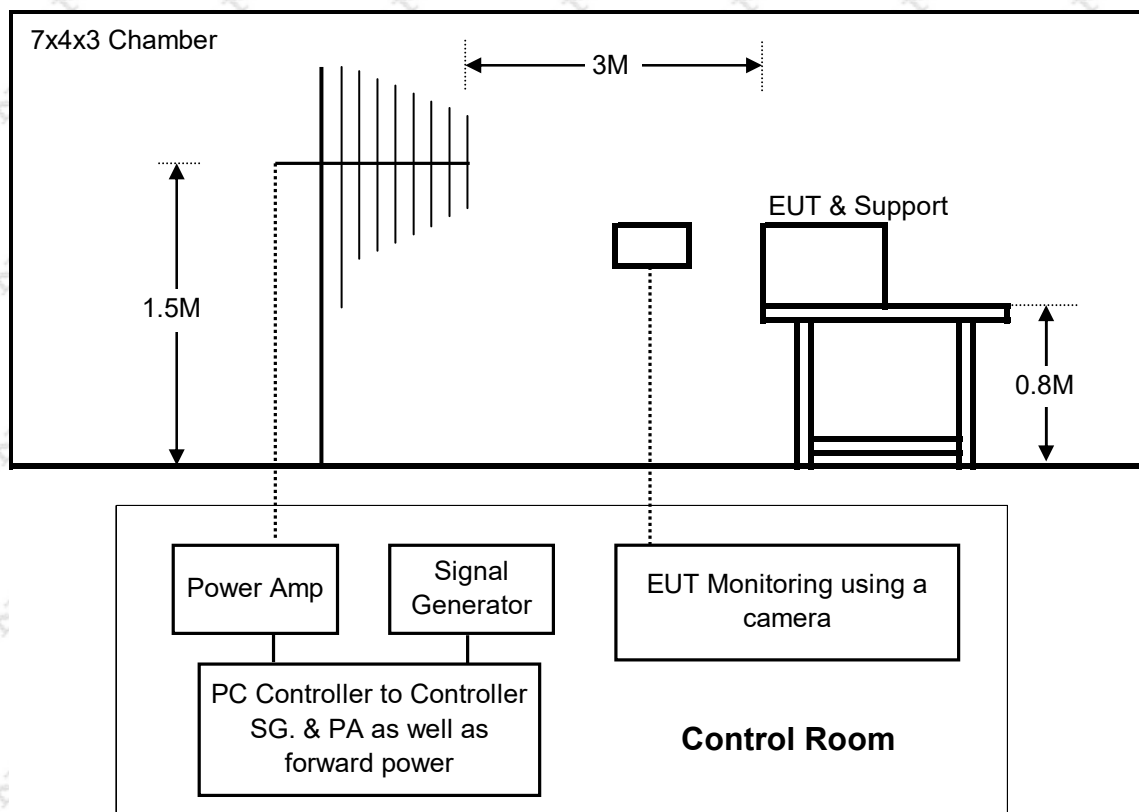 7x4x3 Chamber
3M
EUT & Support
1.5M
0.8M
Power Amp
Signal
Generator
EUT Monitoring using a
camera
PC Controller to Controller
SG. & PA as well as
forward power
Control Room